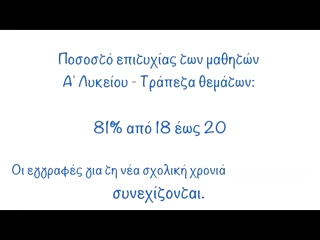 Ποσοστό επιτυχίας των μαθητών
Α' Λυκείου - Τράπεζα θεμάτων:
81% από 18 έως 20
Οι εγγραφές για τη νέα σχολική χρονιά
συνεχίζονται.